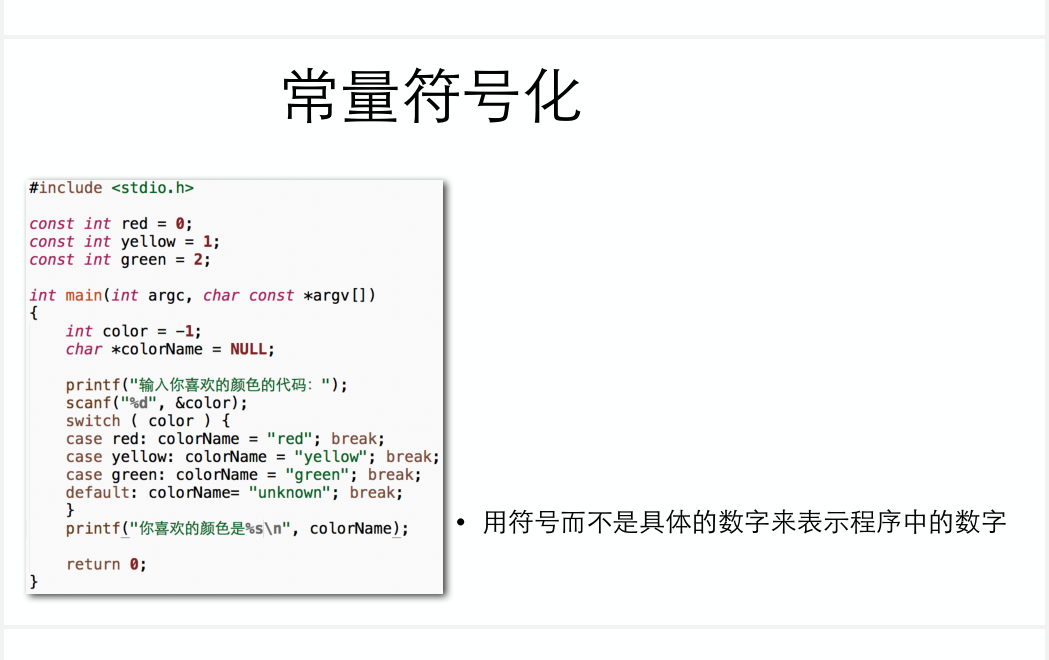 常量符号化
#include <stdio.h>
const int red = 0;
const int yellow = 1;
const int green = 2;
int main(int argc, char const *argv[])
{
int color = -1;
char *colorName = NULL;
printf("输入你喜欢的颜色的代码：");
scanf("%d", &color);
switch ( color ) {
case red: colorName = "red"; break;
case yellow: colorName = "yellow"; break;
case green: colorName = "green"; break;
default: colorName= "unknown"; break;
}
printf("你喜欢的颜色是%s\n", colorName);
return 0;
}
• 用符号而不是具体的数字来表示程序中的数字